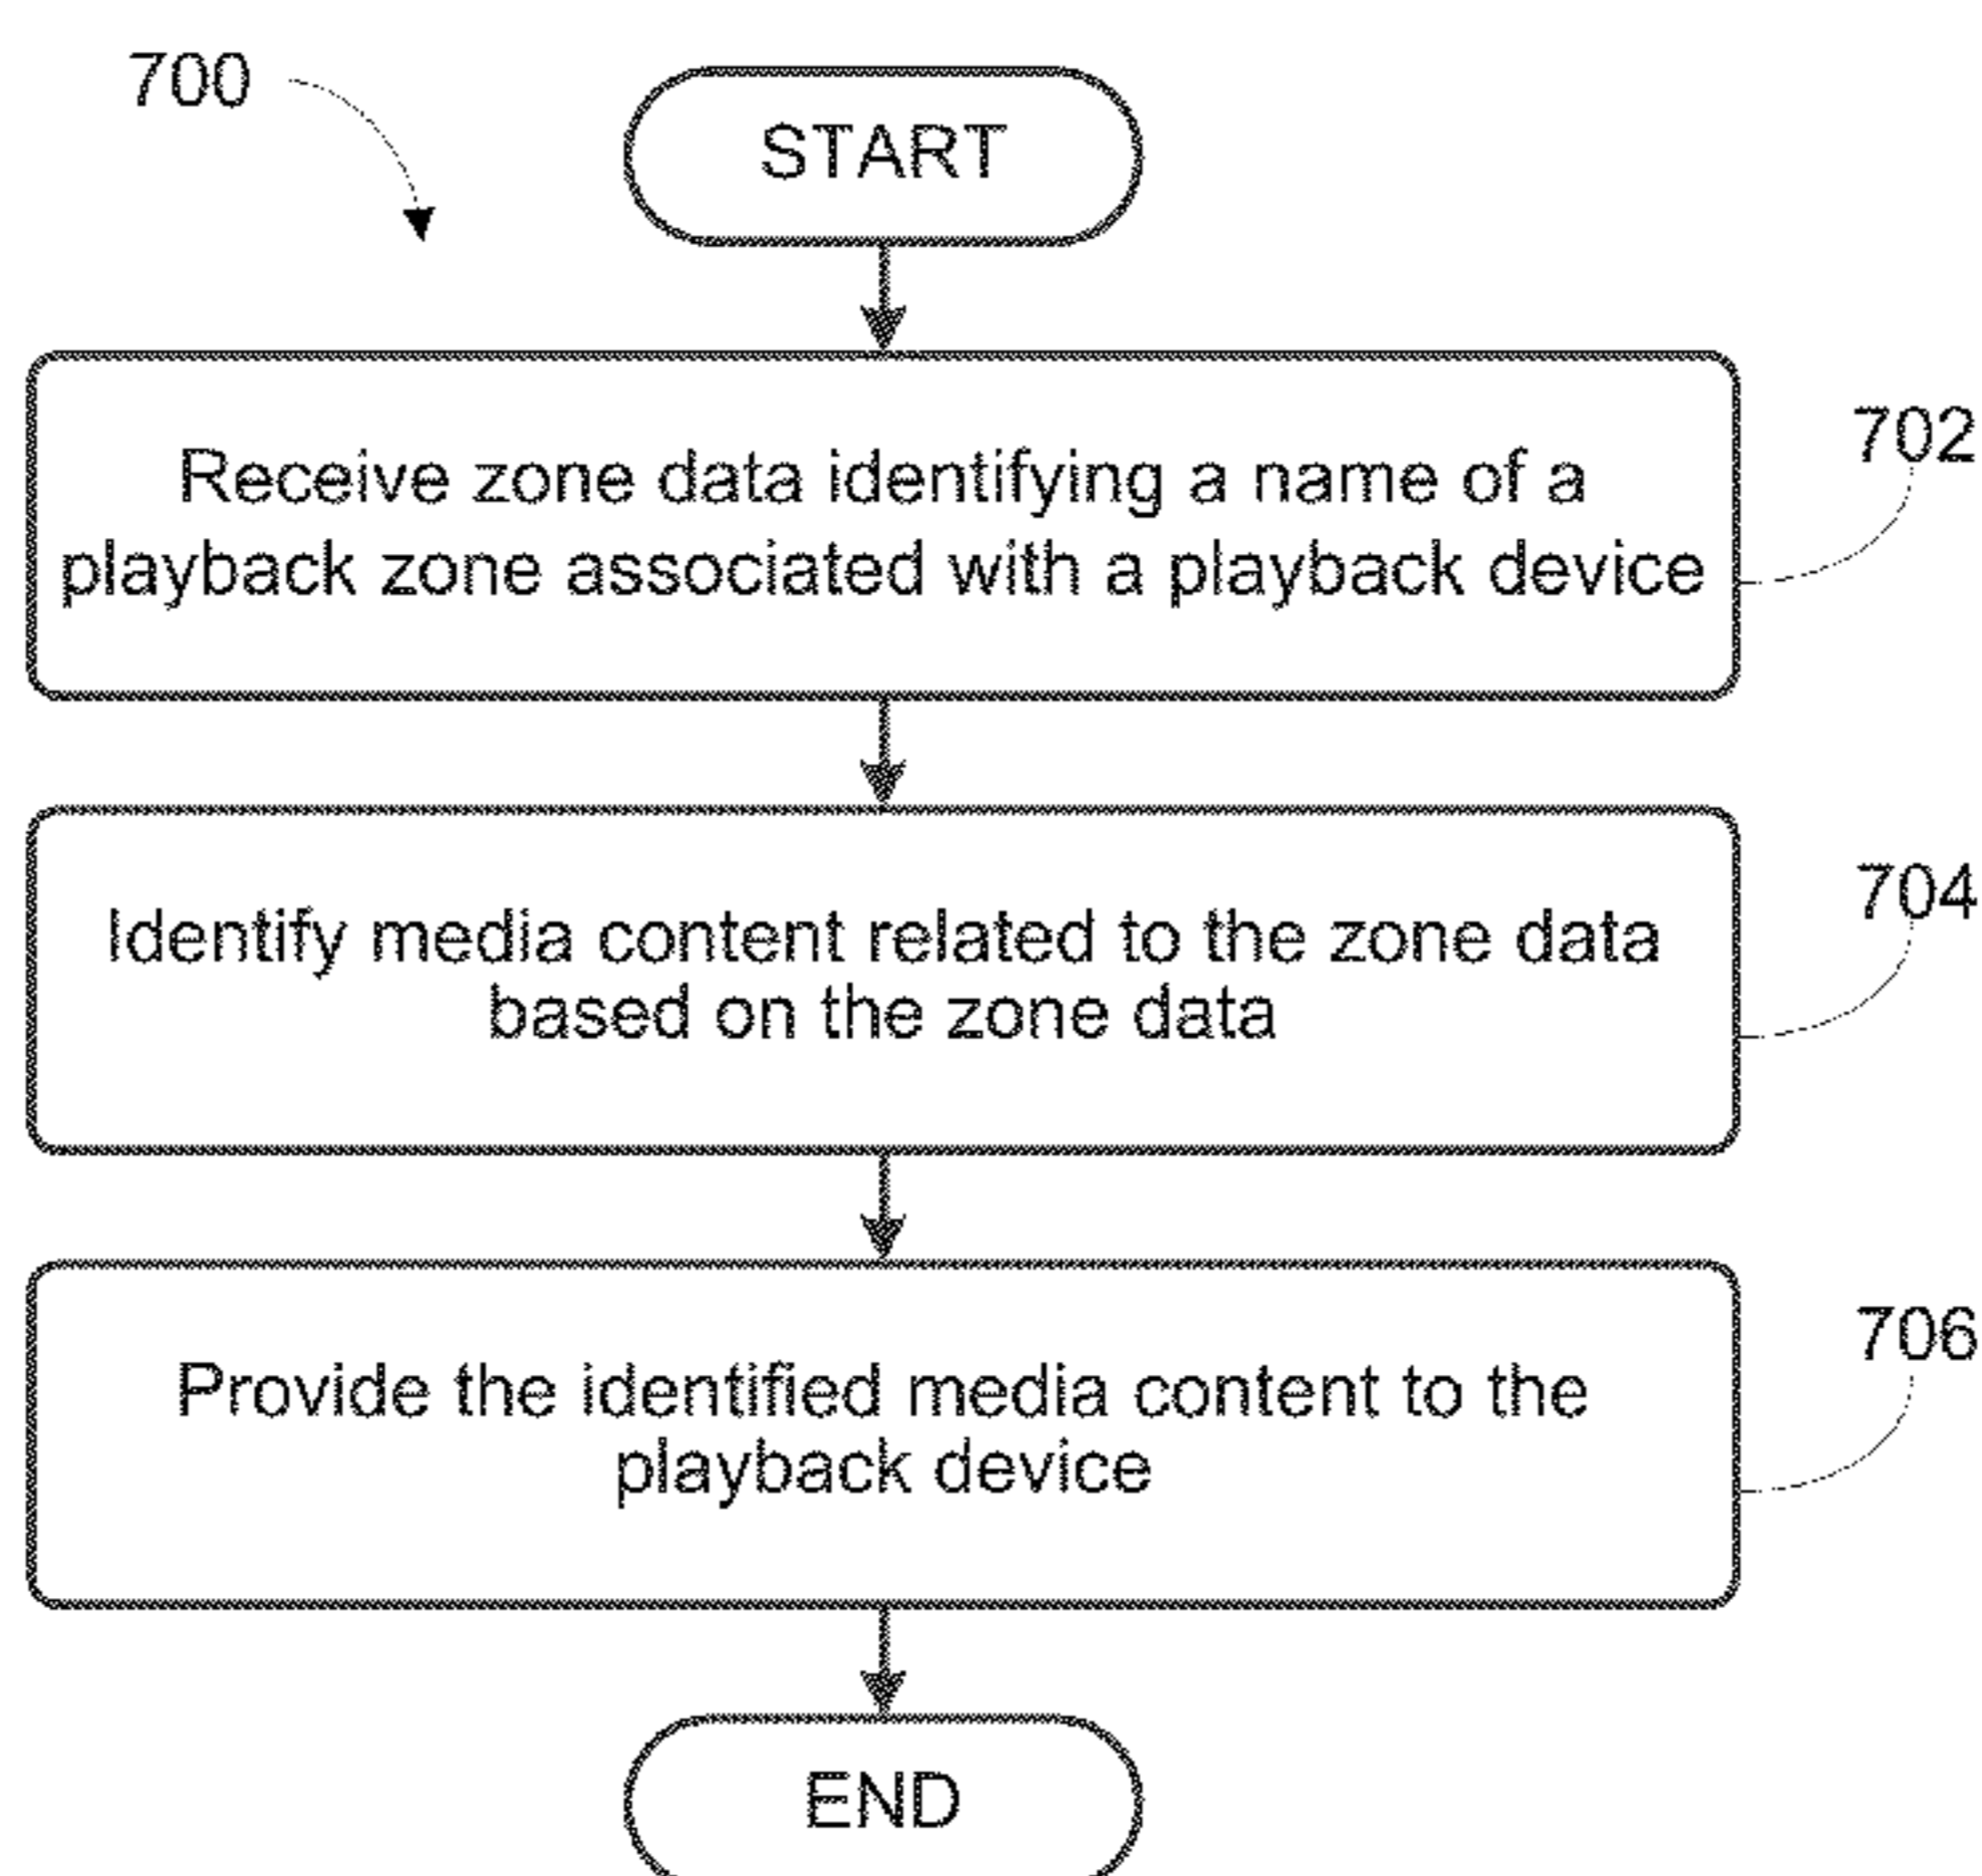 700
START
Receive zone data identifying a name of a
playback zone associated with a playback device
702
Identify media content related to the zone data
based on the zone data
704
Provide the identified media content to the
playback device
706
END